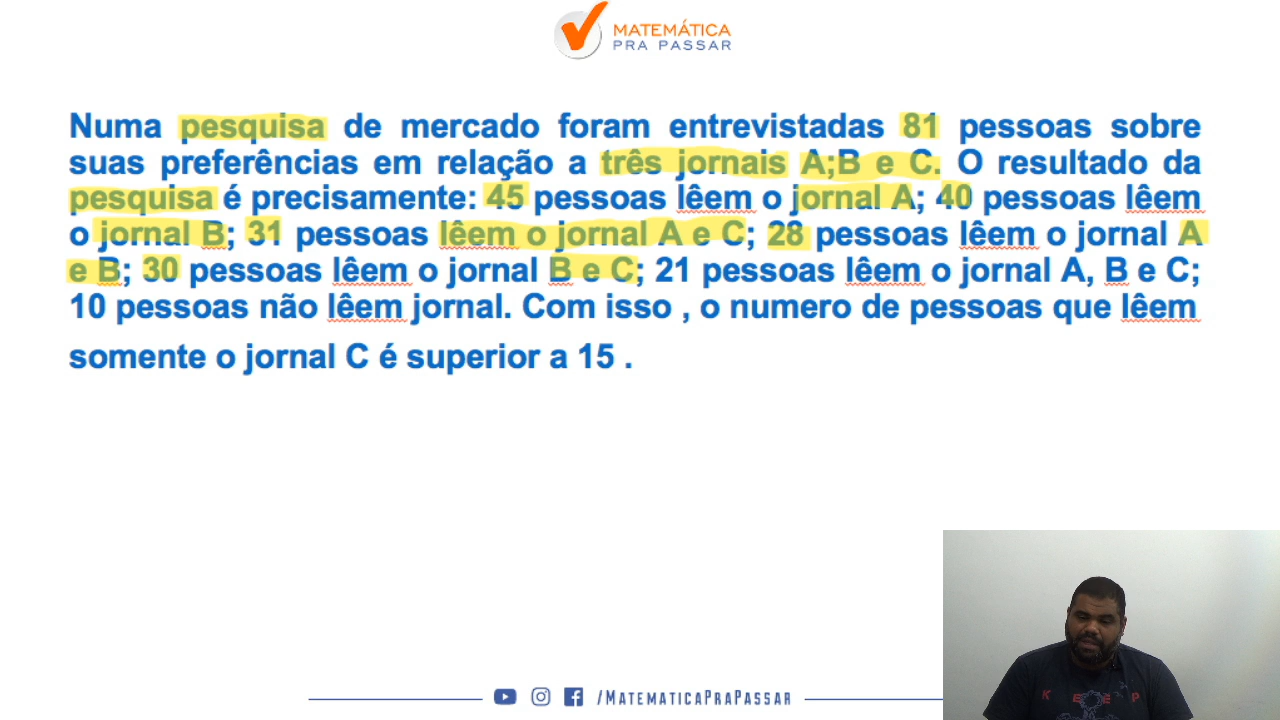 MATEMÁTICA
PRA PASSAR
Numa pesquisa de mercado foram entrevistadas 81 pessoas sobre
suas preferências em relação a três jornais A;B e C. O resultado da
pesquisa é precisamente: 45 pessoas lêem o jornal A; 40 pessoas lêem
o jornal B; 31 pessoas lêem o jornal A e C; 28 pessoas lêem o jornal A
e B; 30 pessoas lêem o jornal B e C; 21 pessoas lêem o jornal A, B e C;
10 pessoas não lêem jornal. Com isso , o numero de pessoas que lêem
somente o jornal C é superior a 15 .
K E E P
/MATEMATICAPRAPASSAR